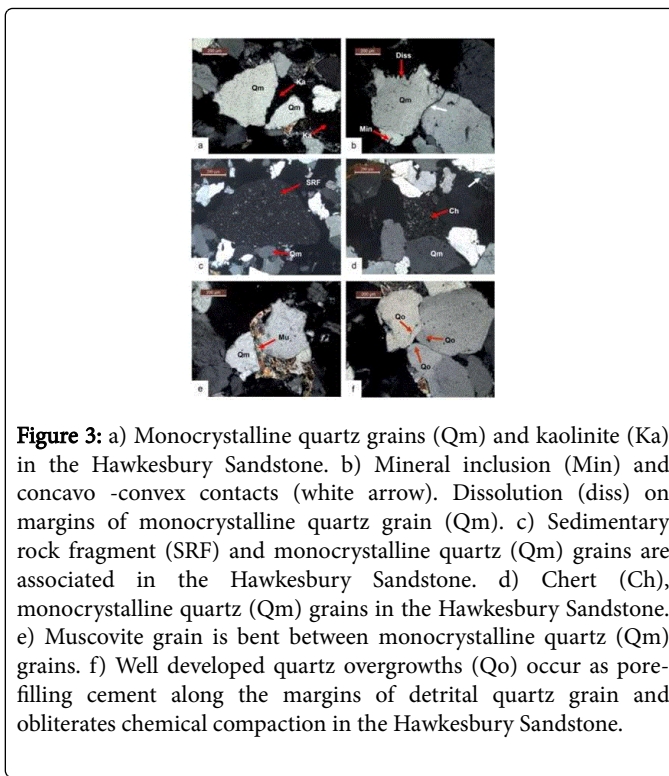 200 µm
Qm
Ka
Qm
Ka
a
Diss
Qm
Min
b
SRF
Qm
c
Ch
Qm
d
Mu
Qm
e
Qo
Qo
Qo
f
Figure 3: a) Monocrystalline quartz grains (Qm) and kaolinite (Ka)
in the Hawkesbury Sandstone. b) Mineral inclusion (Min) and
concavo -convex contacts (white arrow). Dissolution (diss) on
margins of monocrystalline quartz grain (Qm). c) Sedimentary
rock fragment (SRF) and monocrystalline quartz (Qm) grains are
associated in the Hawkesbury Sandstone. d) Chert (Ch),
monocrystalline quartz (Qm) grains in the Hawkesbury Sandstone.
e) Muscovite grain is bent between monocrystalline quartz (Qm)
grains. f) Well developed quartz overgrowths (Qo) occur as pore-
filling cement along the margins of detrital quartz grain and
obliterates chemical compaction in the Hawkesbury Sandstone.